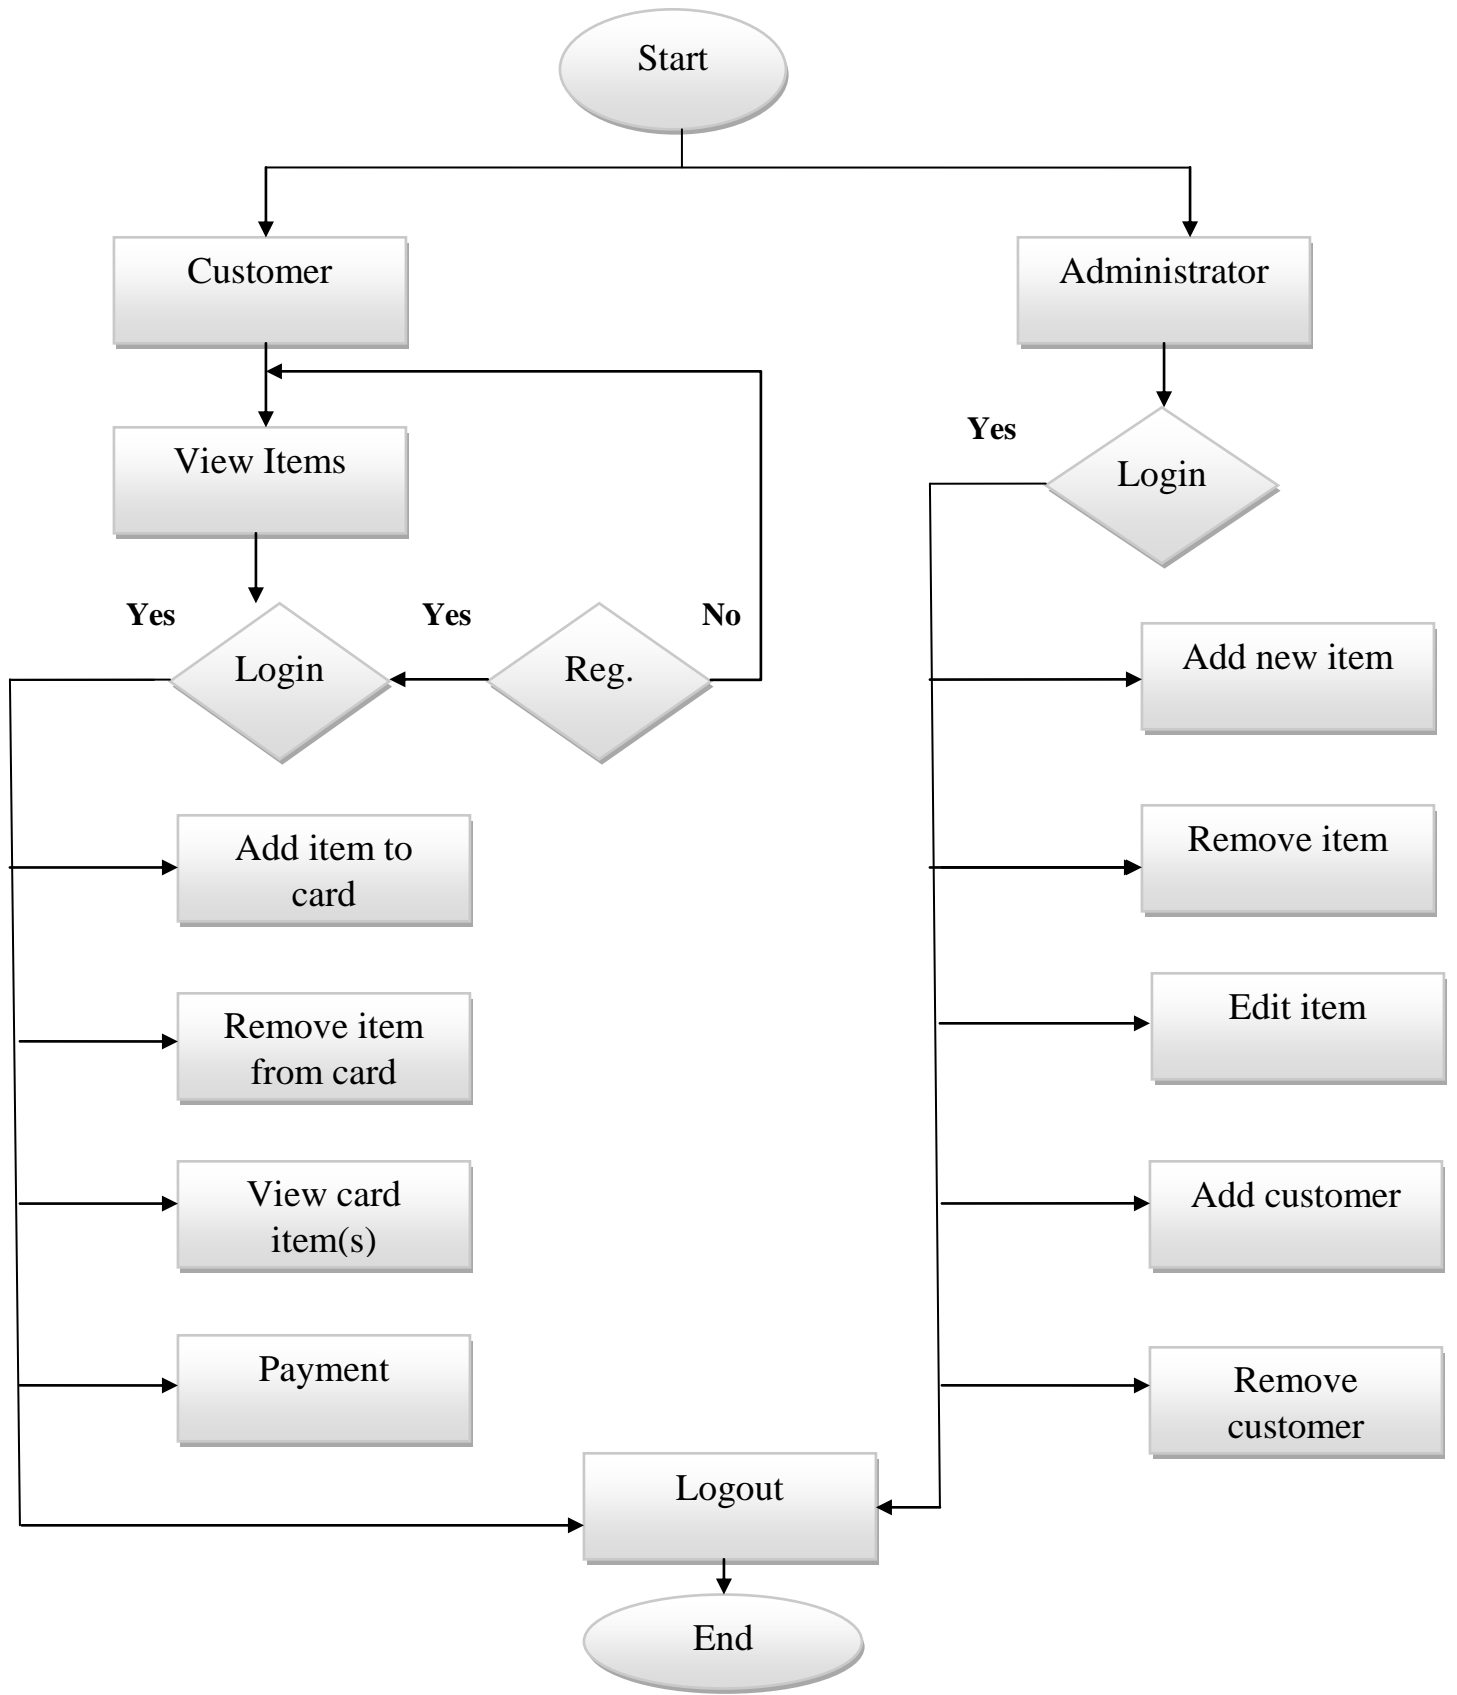 Start
Customer
Administrator
View Items
Yes
Login
Yes
Login
Yes
Reg.
No
Add item to
card
Remove item
from card
View card
item(s)
Payment
Add new item
Remove item
Edit item
Add customer
Remove
customer
Logout
End